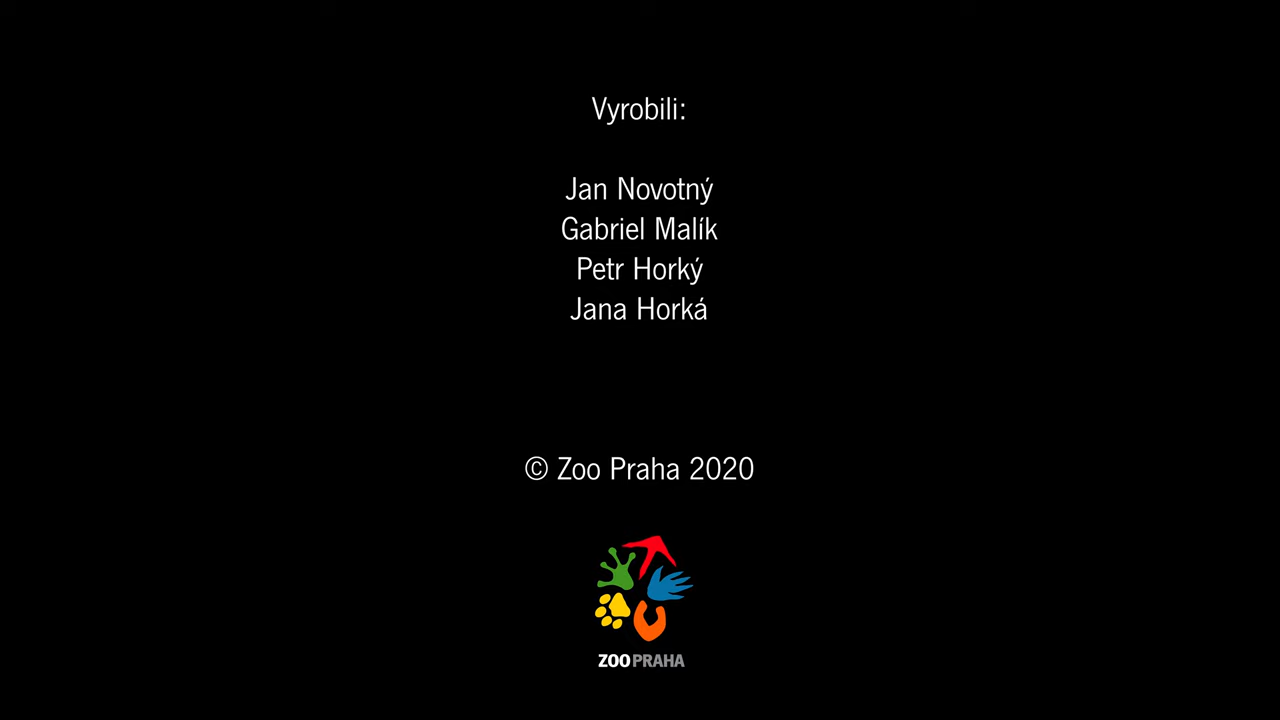 Vyrobili:
Jan Novotný
Gabriel Malík
Petr Horký
Jana Horká
© Zoo Praha 2020
ZOO PRAHA